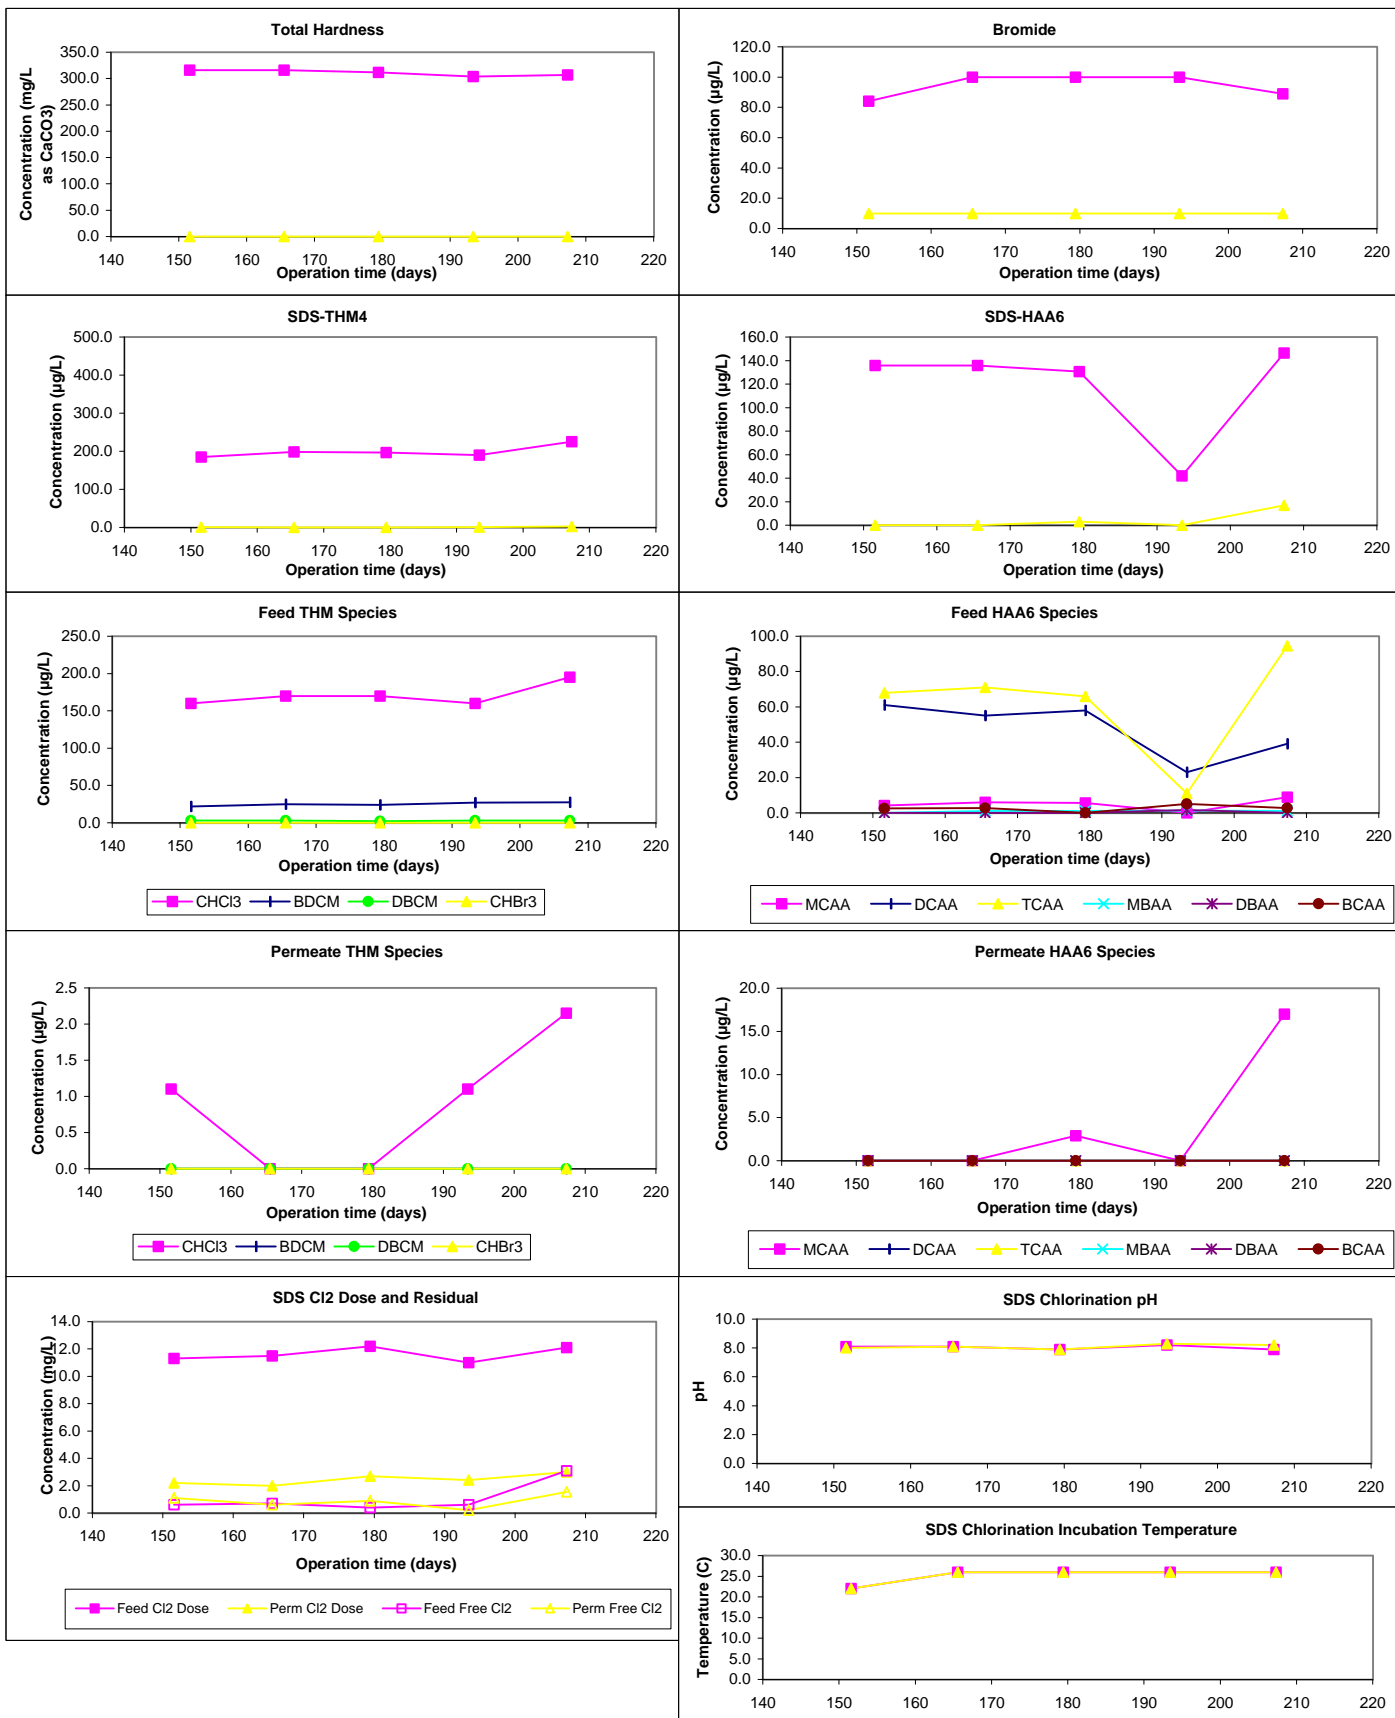 Total Hardness
Concentration (mg/L as CaCO3)
350.0
300.0
250.0
200.0
150.0
100.0
50.0
0.0
140 150 160 170 180 190 200 210 220
Operation time (days)
Bromide
Concentration (µg/L)
120.0
100.0
80.0
60.0
40.0
20.0
0.0
140 150 160 170 180 190 200 210 220
Operation time (days)
SDS-THM4
Concentration (µg/L)
500.0
400.0
300.0
200.0
100.0
0.0
140 150 160 170 180 190 200 210 220
Operation time (days)
SDS-HAA6
Concentration (µg/L)
160.0
140.0
120.0
100.0
80.0
60.0
40.0
20.0
0.0
140 150 160 170 180 190 200 210 220
Operation time (days)
Feed THM Species
Concentration (µg/L)
250.0
200.0
150.0
100.0
50.0
0.0
140 150 160 170 180 190 200 210 220
Operation time (days)
CHCl3 BDCM DBCM CHBr3
Feed HAA6 Species
Concentration (µg/L)
100.0
80.0
60.0
40.0
20.0
0.0
140 150 160 170 180 190 200 210 220
Operation time (days)
MCAA DCAA TCAA MBAA DBAA BCAA
Permeate THM Species
Concentration (µg/L)
2.5
2.0
1.5
1.0
0.5
0.0
140 150 160 170 180 190 200 210 220
Operation time (days)
CHCl3 BDCM DBCM CHBr3
Permeate HAA6 Species
Concentration (µg/L)
20.0
15.0
10.0
5.0
0.0
140 150 160 170 180 190 200 210 220
Operation time (days)
MCAA DCAA TCAA MBAA DBAA BCAA
SDS Cl2 Dose and Residual
Concentration (mg/L)
14.0
12.0
10.0
8.0
6.0
4.0
2.0
0.0
140 150 160 170 180 190 200 210 220
Operation time (days)
Feed Cl2 Dose Perm Cl2 Dose Feed Free Cl2 Perm Free Cl2
SDS Chlorination pH
pH
10.0
8.0
6.0
4.0
2.0
0.0
140 150 160 170 180 190 200 210 220
SDS Chlorination Incubation Temperature
Temperature (C)
30.0
25.0
20.0
15.0
10.0
5.0
0.0
140 150 160 170 180 190 200 210 220